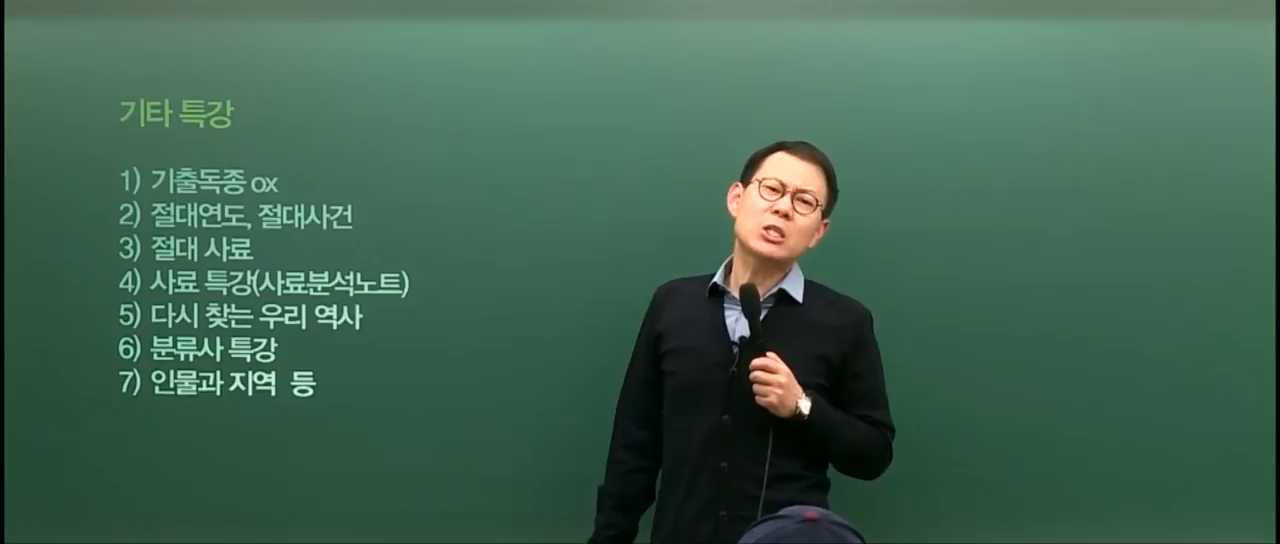 기타 특강
1) 기출독종 ox
2) 절대연도, 절대사건
3) 절대 사료
4) 사료 특강(사료분석노트)
5) 다시 찾는 우리 역사
6) 분류사 특강
7) 인물과 지역 등